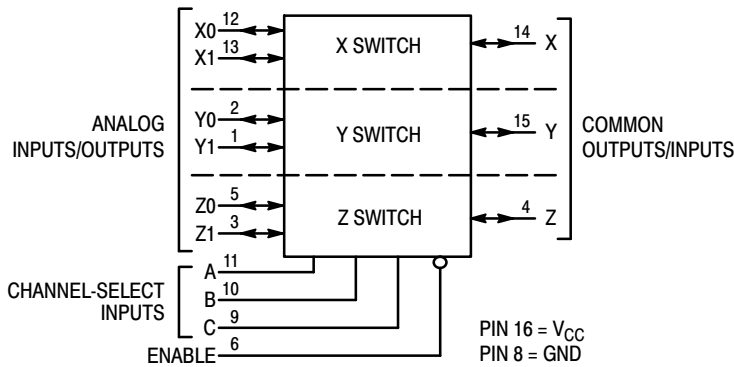 X0 12
X1 13
X SWITCH
14 X
ANALOG
INPUTS/OUTPUTS
Y0 2
Y1 1
Y SWITCH
15 Y
COMMON
OUTPUTS/INPUTS
Z0 5
Z1 3
Z SWITCH
4 Z
CHANNEL-SELECT
INPUTS
A 11
B 10
C 9
ENABLE 6
PIN 16 = VCC
PIN 8 = GND